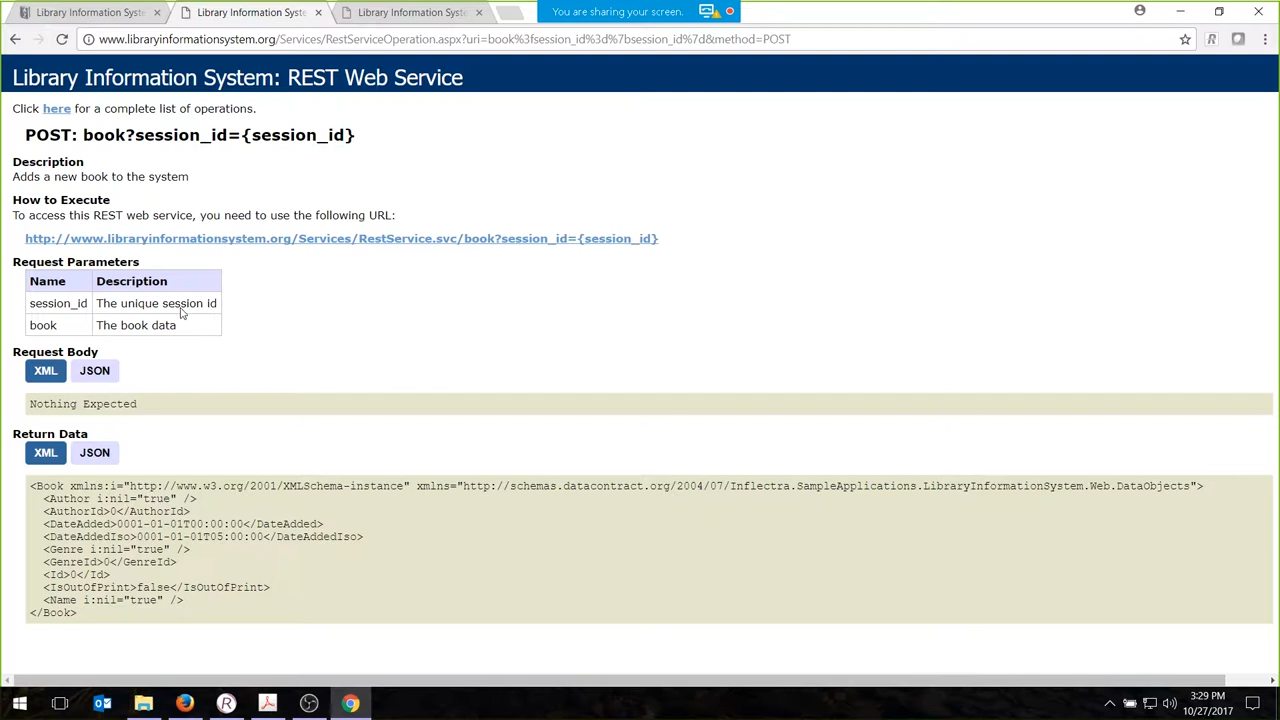 Library Information Syste
Library Information Syste
Library Information Syste
You are sharing your screen.
www.libraryinformationsystem.org/Services/RestServiceOperation.aspx?uri=book%3fsession_id%3d%7bsession_id%7d&method=POST
Library Information System: REST Web Service
Click here for a complete list of operations.
POST: book?session_id={session_id}
Description
Adds a new book to the system
How to Execute
To access this REST web service, you need to use the following URL:
http://www.libraryinformationsystem.org/Services/RestService.svc/book?session_id={session_id}
Request Parameters
Name Description
session_id The unique session id
book The book data
Request Body
XML JSON
Nothing Expected
Return Data
XML JSON
<Book xmlns:i="http://www.w3.org/2001/XMLSchema-instance" xmlns="http://schemas.datacontract.org/2004/07/Inflectra.SampleApplications.LibraryInformationSystem.Web.DataObjects">
<Author i:nil="true" />
<AuthorId>0</AuthorId>
<DateAdded>0001-01-01T00:00:00</DateAdded>
<DateAddedIso>0001-01-01T05:00:00</DateAddedIso>
<Genre i:nil="true" />
<GenreId>0</GenreId>
<Id>0</Id>
<IsOutOfPrint>false</IsOutOfPrint>
<Name i:nil="true" />
</Book>
3:29 PM
10/27/2017